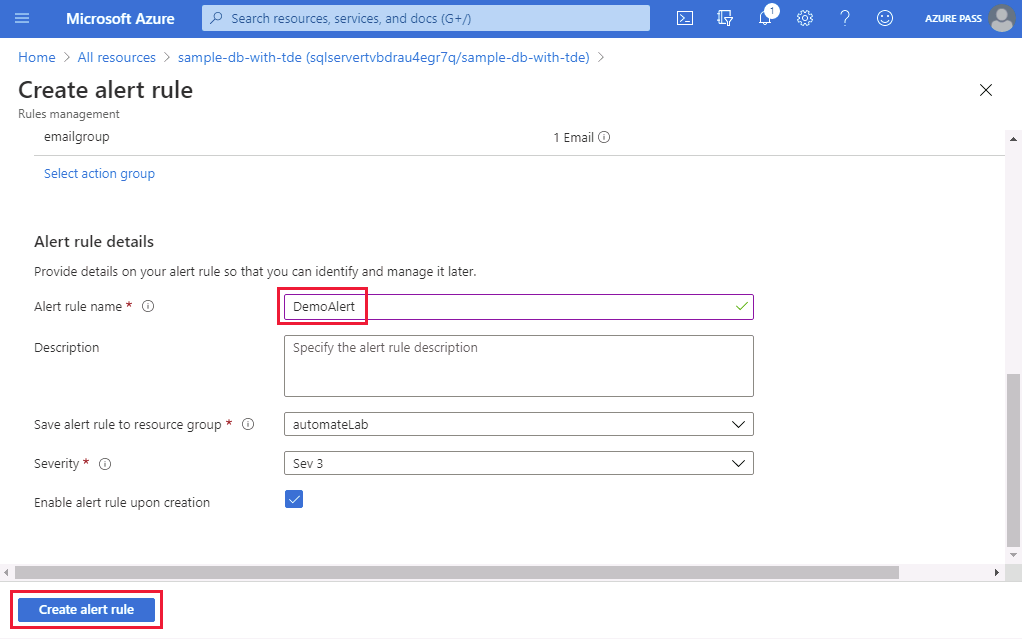 Microsoft Azure
Search resources, services, and docs (G+/)
1
AZURE PASS
Home > All resources > sample-db-with-tde (sqlservertvbdrau4egr7q/sample-db-with-tde) >
Create alert rule
Rules management
emailgroup 1 Email
Select action group
Alert rule details
Provide details on your alert rule so that you can identify and manage it later.
Alert rule name * DemoAlert
Description Specify the alert rule description
Save alert rule to resource group * automateLab
Severity * Sev 3
Enable alert rule upon creation
Create alert rule